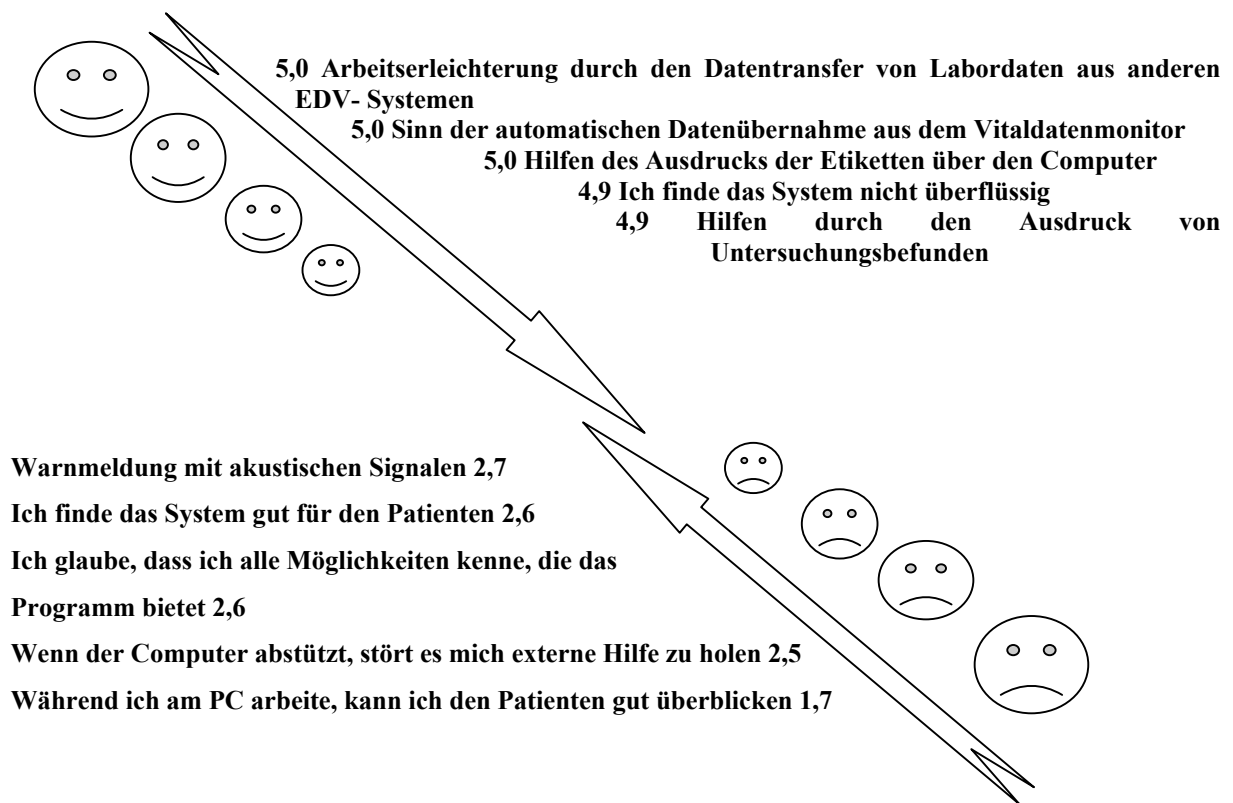 5,0 Arbeitserleichterung durch den Datentransfer von Labordaten aus anderen
EDV- Systemen
5,0 Sinn der automatischen Datenübernahme aus dem Vitaldatenmonitor
5,0 Hilfen des Ausdrucks der Etiketten über den Computer
4,9 Ich finde das System nicht überflüssig
4,9 Hilfen durch den Ausdruck von
Untersuchungsbefunden
Warnmeldung mit akustischen Signalen 2,7
Ich finde das System gut für den Patienten 2,6
Ich glaube, dass ich alle Möglichkeiten kenne, die das
Programm bietet 2,6
Wenn der Computer abstützt, stört es mich externe Hilfe zu holen 2,5
Während ich am PC arbeite, kann ich den Patienten gut überblicken 1,7